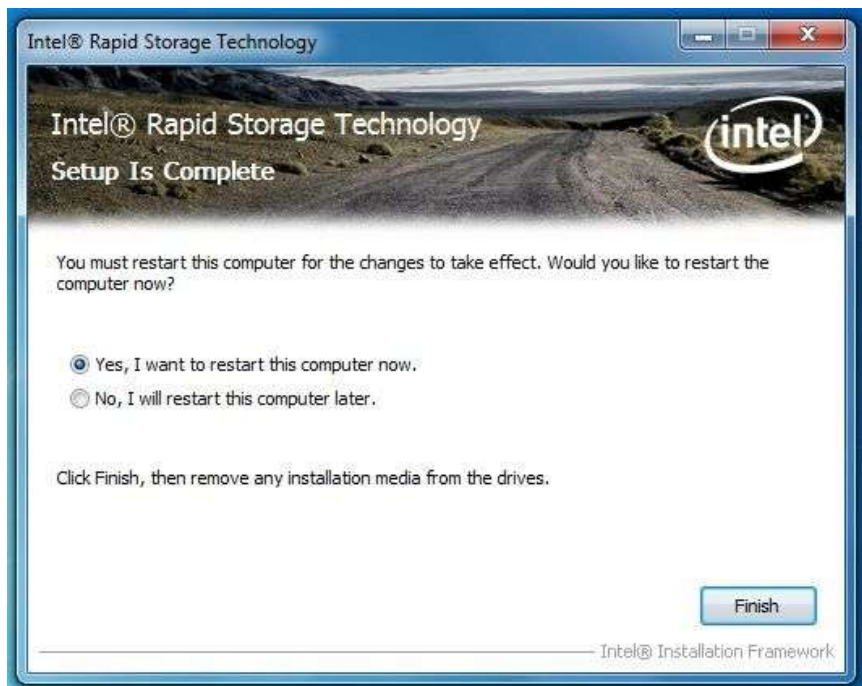 Intel® Rapid Storage Technology
Intel® Rapid Storage Technology
Setup Is Complete
intel
You must restart this computer for the changes to take effect. Would you like to restart the
computer now?
Yes, I want to restart this computer now.
No, I will restart this computer later.
Click Finish, then remove any installation media from the drives.
Finish
Intel® Installation Framework